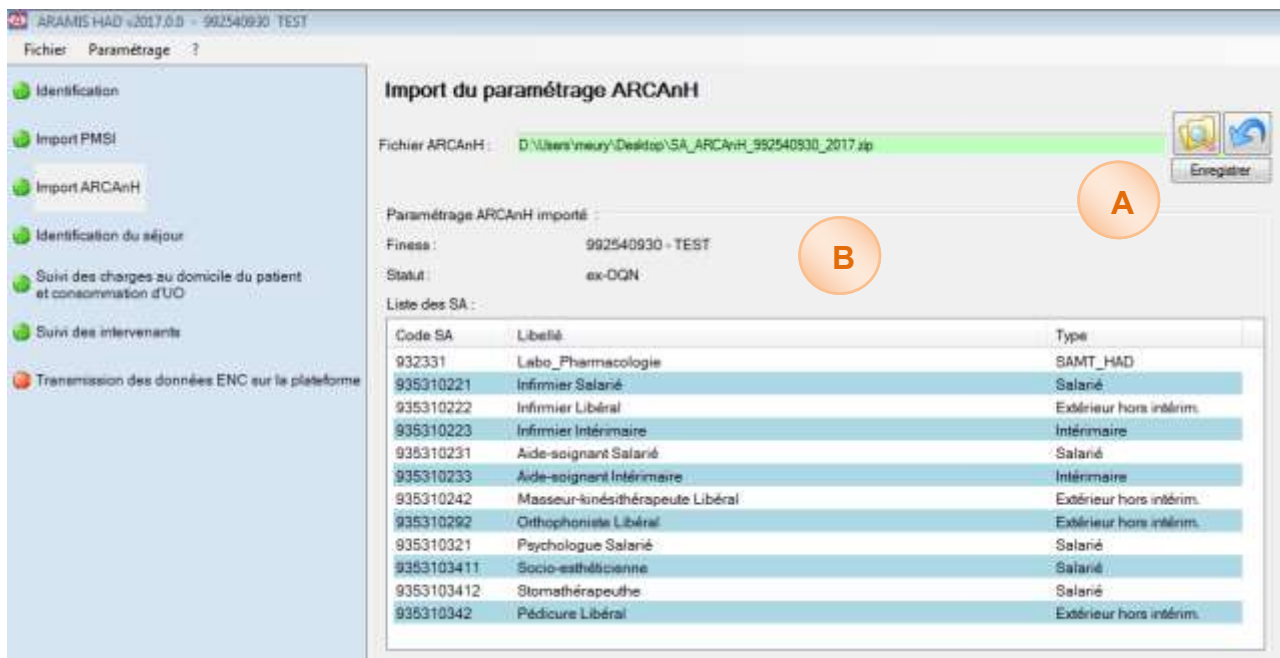 ARAMIS HAD v2017.0.0 - 992540930 TEST
Fichier Paramétrage ?
Identification
Import PMSI
Import ARCAnH
Identification du séjour
Suivi des charges au domicile du patient
et consommation d'UO
Suivi des intervenants
Transmission des données ENC sur la plateforme
Import du paramétrage ARCAnH
Fichier ARCAnH : D:\Users\meury\Desktop\SA_ARCAnH_992540930_2017.zip
Enregistrer
A
Paramétrage ARCAnH importé :
Finess : 992540930 - TEST
B
Statut : ex-OQN
Liste des SA :
Code SA Libellé Type
932331 Labo_Pharmacologie SAMT_HAD
935310221 Infirmier Salarié Salarié
935310222 Infirmier Libéral Extérieur hors intérim.
935310223 Infirmier Intérimaire Intérimaire
935310231 Aide-soignant Salarié Salarié
935310233 Aide-soignant Intérimaire Intérimaire
935310242 Masseur-kinésithérapeute Libéral Extérieur hors intérim.
935310292 Orthophoniste Libéral Extérieur hors intérim.
935310321 Psychologue Salarié Salarié
9353103411 Socio-esthéticienne Salarié
9353103412 Stomathérapeuthe Salarié
935310342 Pédicure Libéral Extérieur hors intérim.